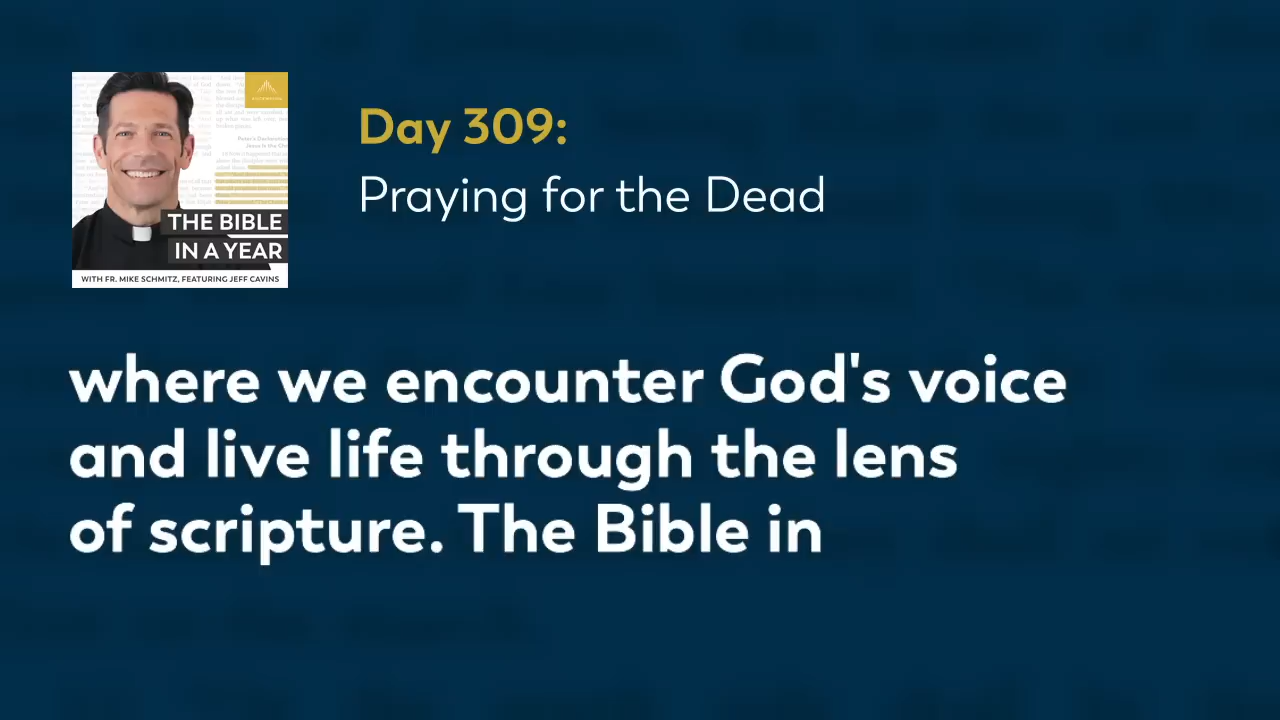 Day 309:
Praying for the Dead
THE BIBLE
IN A YEAR
WITH FR. MIKE SCHMITZ, FEATURING JEFF CAVINS
where we encounter God's voice
and live life through the lens
of scripture. The Bible in